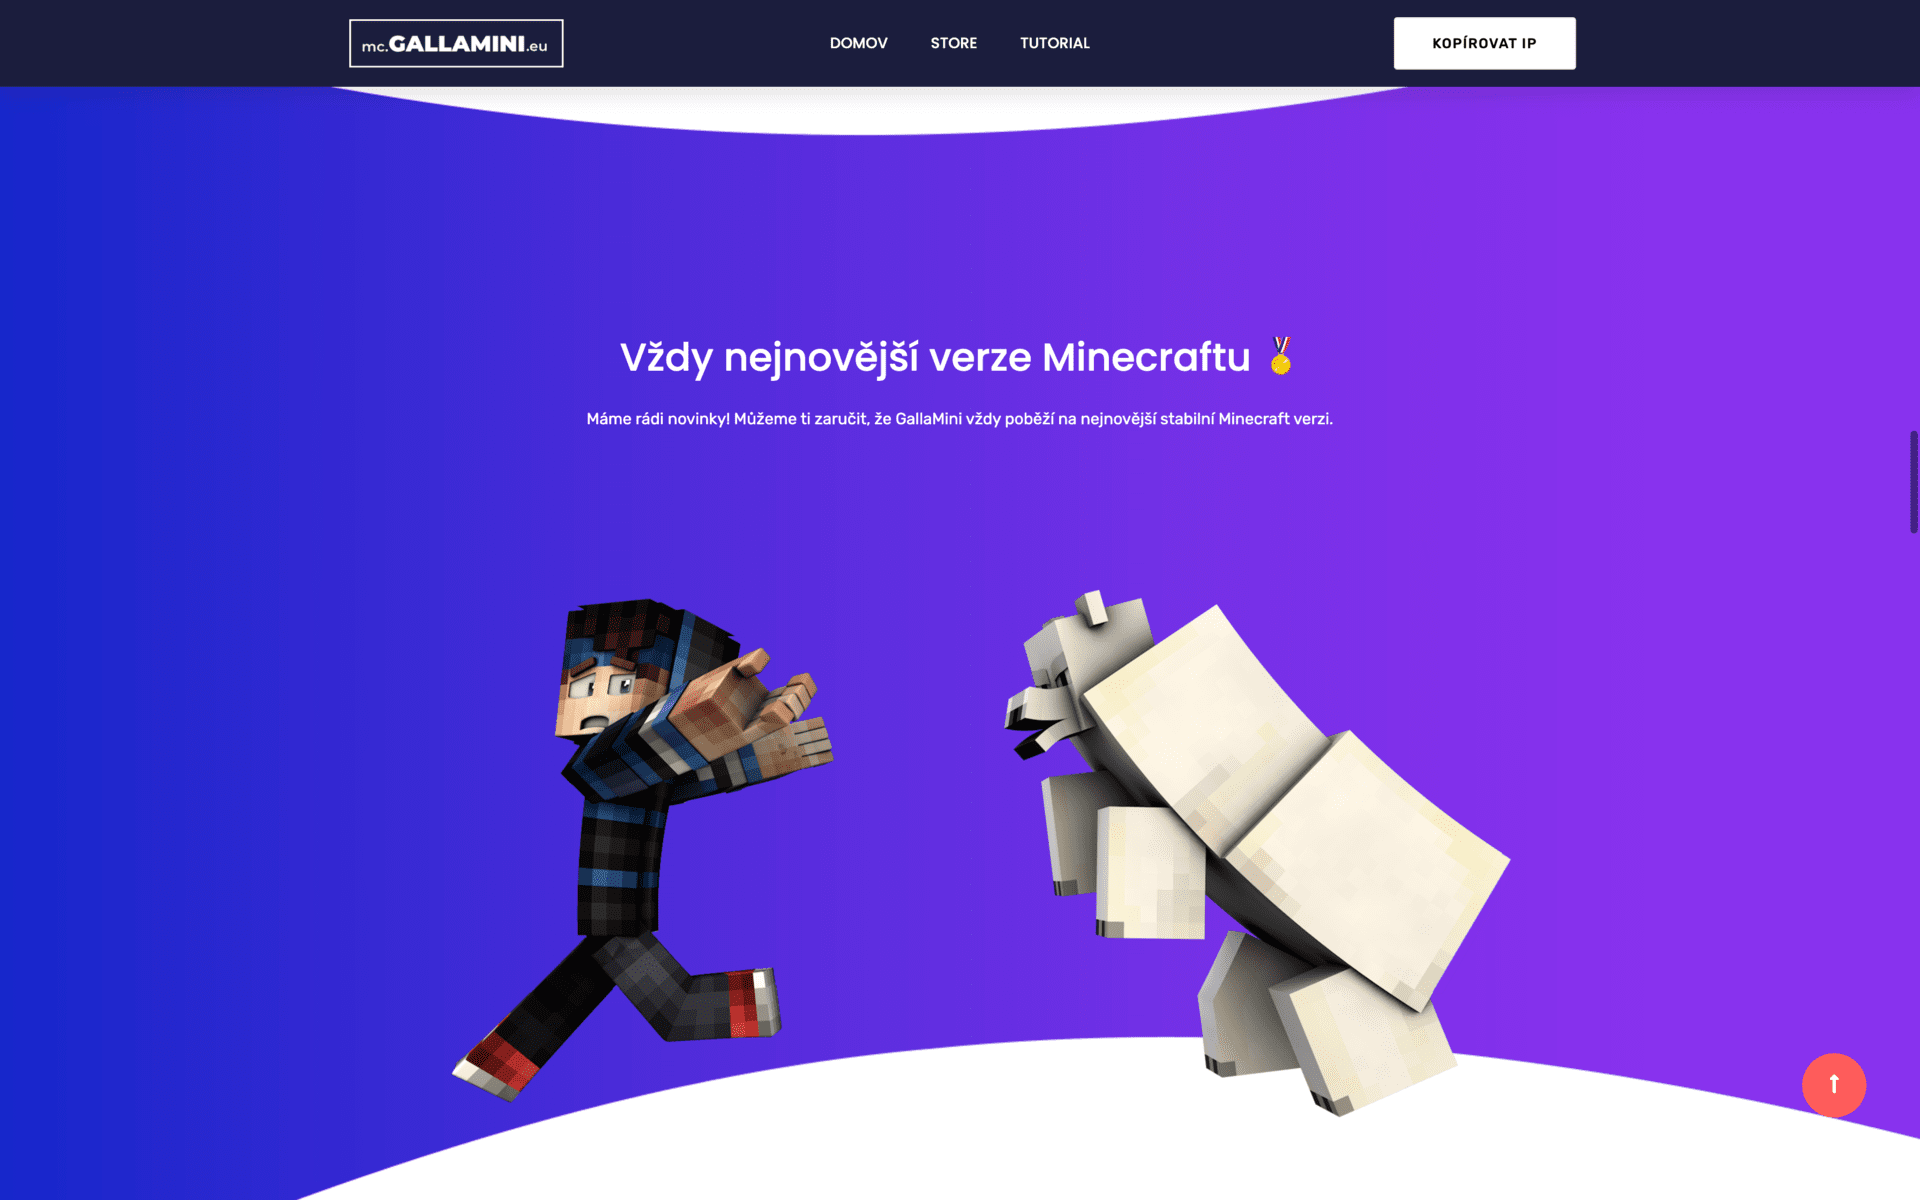 mc.GALLAMINI.eu
DOMOV
STORE
TUTORIAL
KOPÍROVAT IP
Vždy nejnovější verze Minecraftu 🏅
Máme rádi novinky! Můžeme ti zaručit, že GallaMini vždy poběží na nejnovější stabilní Minecraft verzi.